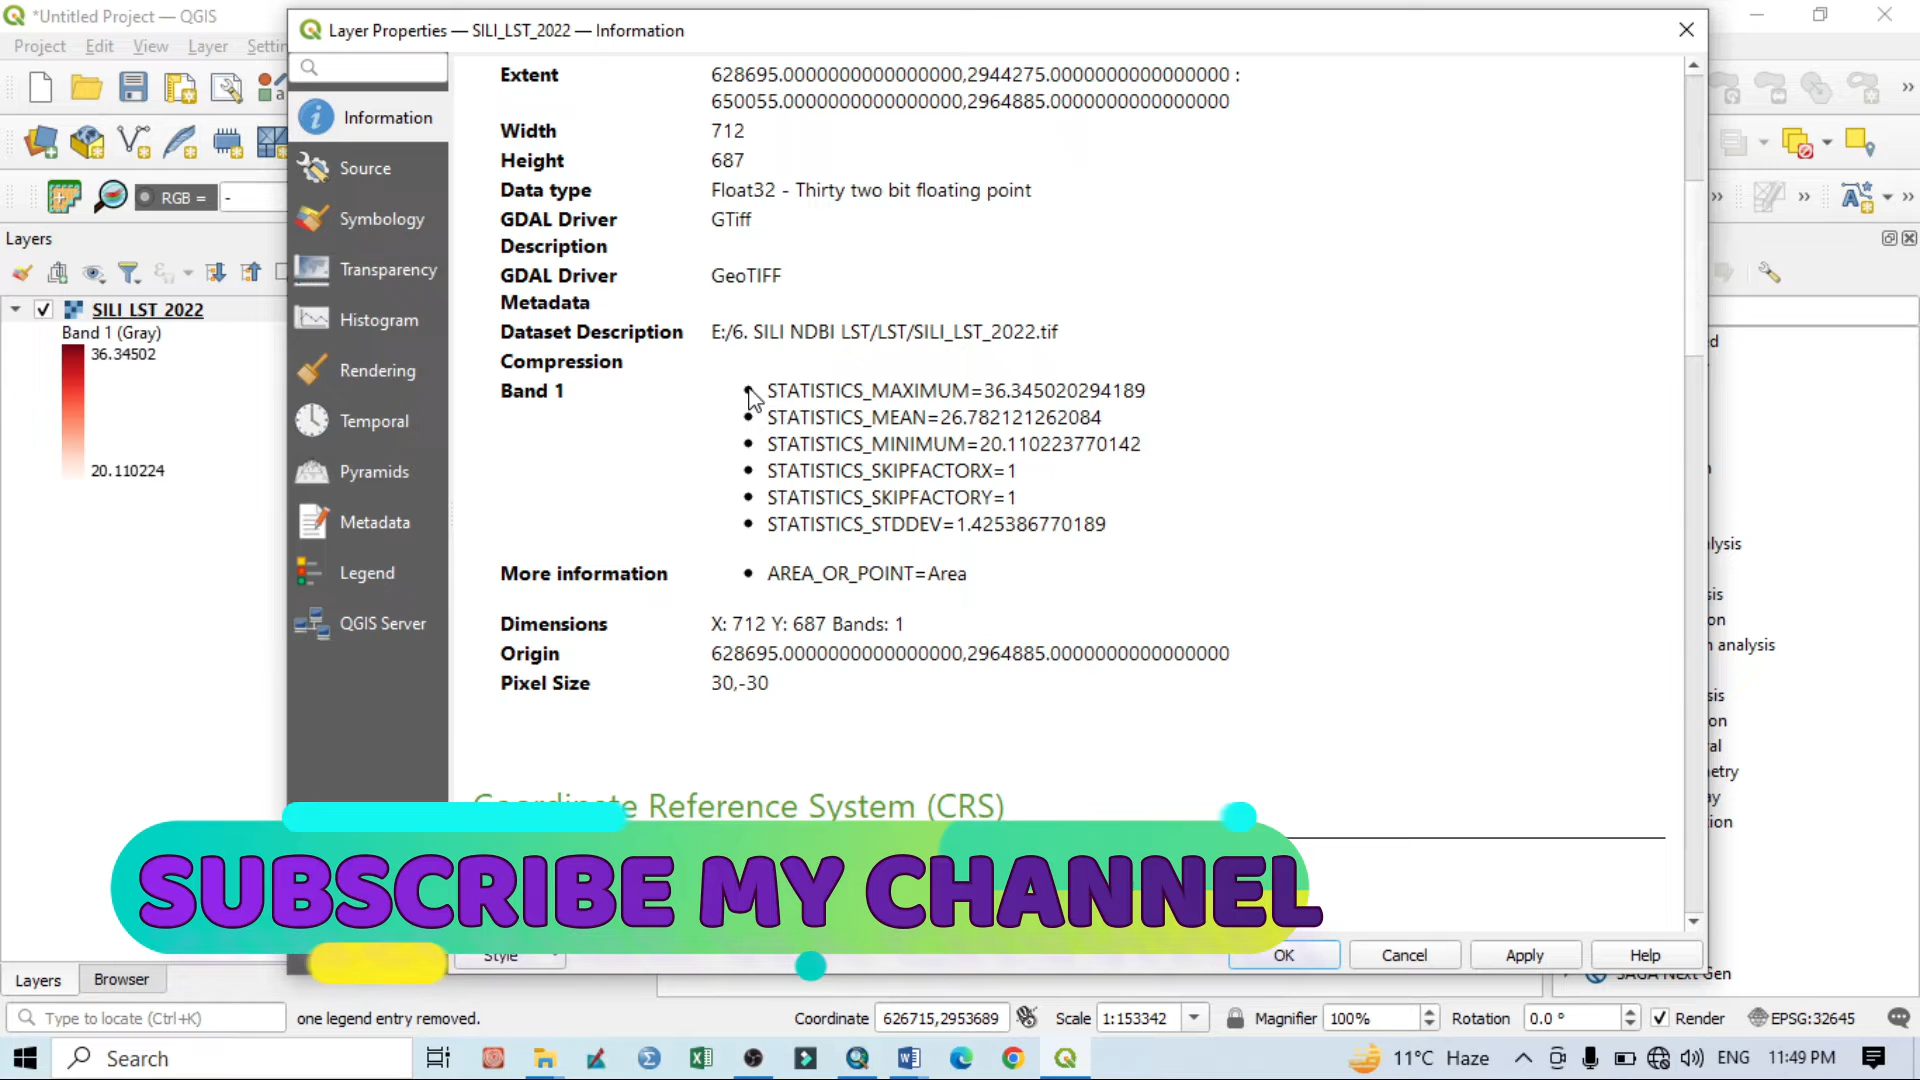 *Untitled Project — QGIS
Layer Properties — SILI_LST_2022 — Information
Project Edit View Layer
Extent 628695.0000000000000000,2944275.0000000000000000 :
650055.0000000000000000,2964885.0000000000000000
Width 712
Height 687
Data type Float32 - Thirty two bit floating point
GDAL Driver Description GTiff
GDAL Driver Metadata GeoTIFF
Dataset Description E:/6. SILI NDBI LST/LST/SILI_LST_2022.tif
Compression
Band 1
STATISTICS_MAXIMUM=36.345020294189
STATISTICS_MEAN=26.782121262084
STATISTICS_MINIMUM=20.110223770142
STATISTICS_SKIPFACTORX=1
STATISTICS_SKIPFACTORY=1
STATISTICS_STDDEV=1.425386770189
More information AREA_OR_POINT=Area
Dimensions X: 712 Y: 687 Bands: 1
Origin 628695.0000000000000000,2964885.0000000000000000
Pixel Size 30,-30
Coordinate Reference System (CRS)
Information
Source
Symbology
Transparency
Histogram
Rendering
Temporal
Pyramids
Metadata
Legend
QGIS Server
RGB = -
Layers
SILI_LST_2022
Band 1 (Gray)
36.34502
20.110224
SUBSCRIBE MY CHANNEL
Style OK Cancel Apply Help
SAGA Next Gen
Layers Browser
Type to locate (Ctrl+K) one legend entry removed. Coordinate 626715,2953689 Scale 1:153342 Magnifier 100% Rotation 0.0 ° Render EPSG:32645
Search 11°C Haze ENG 11:49 PM